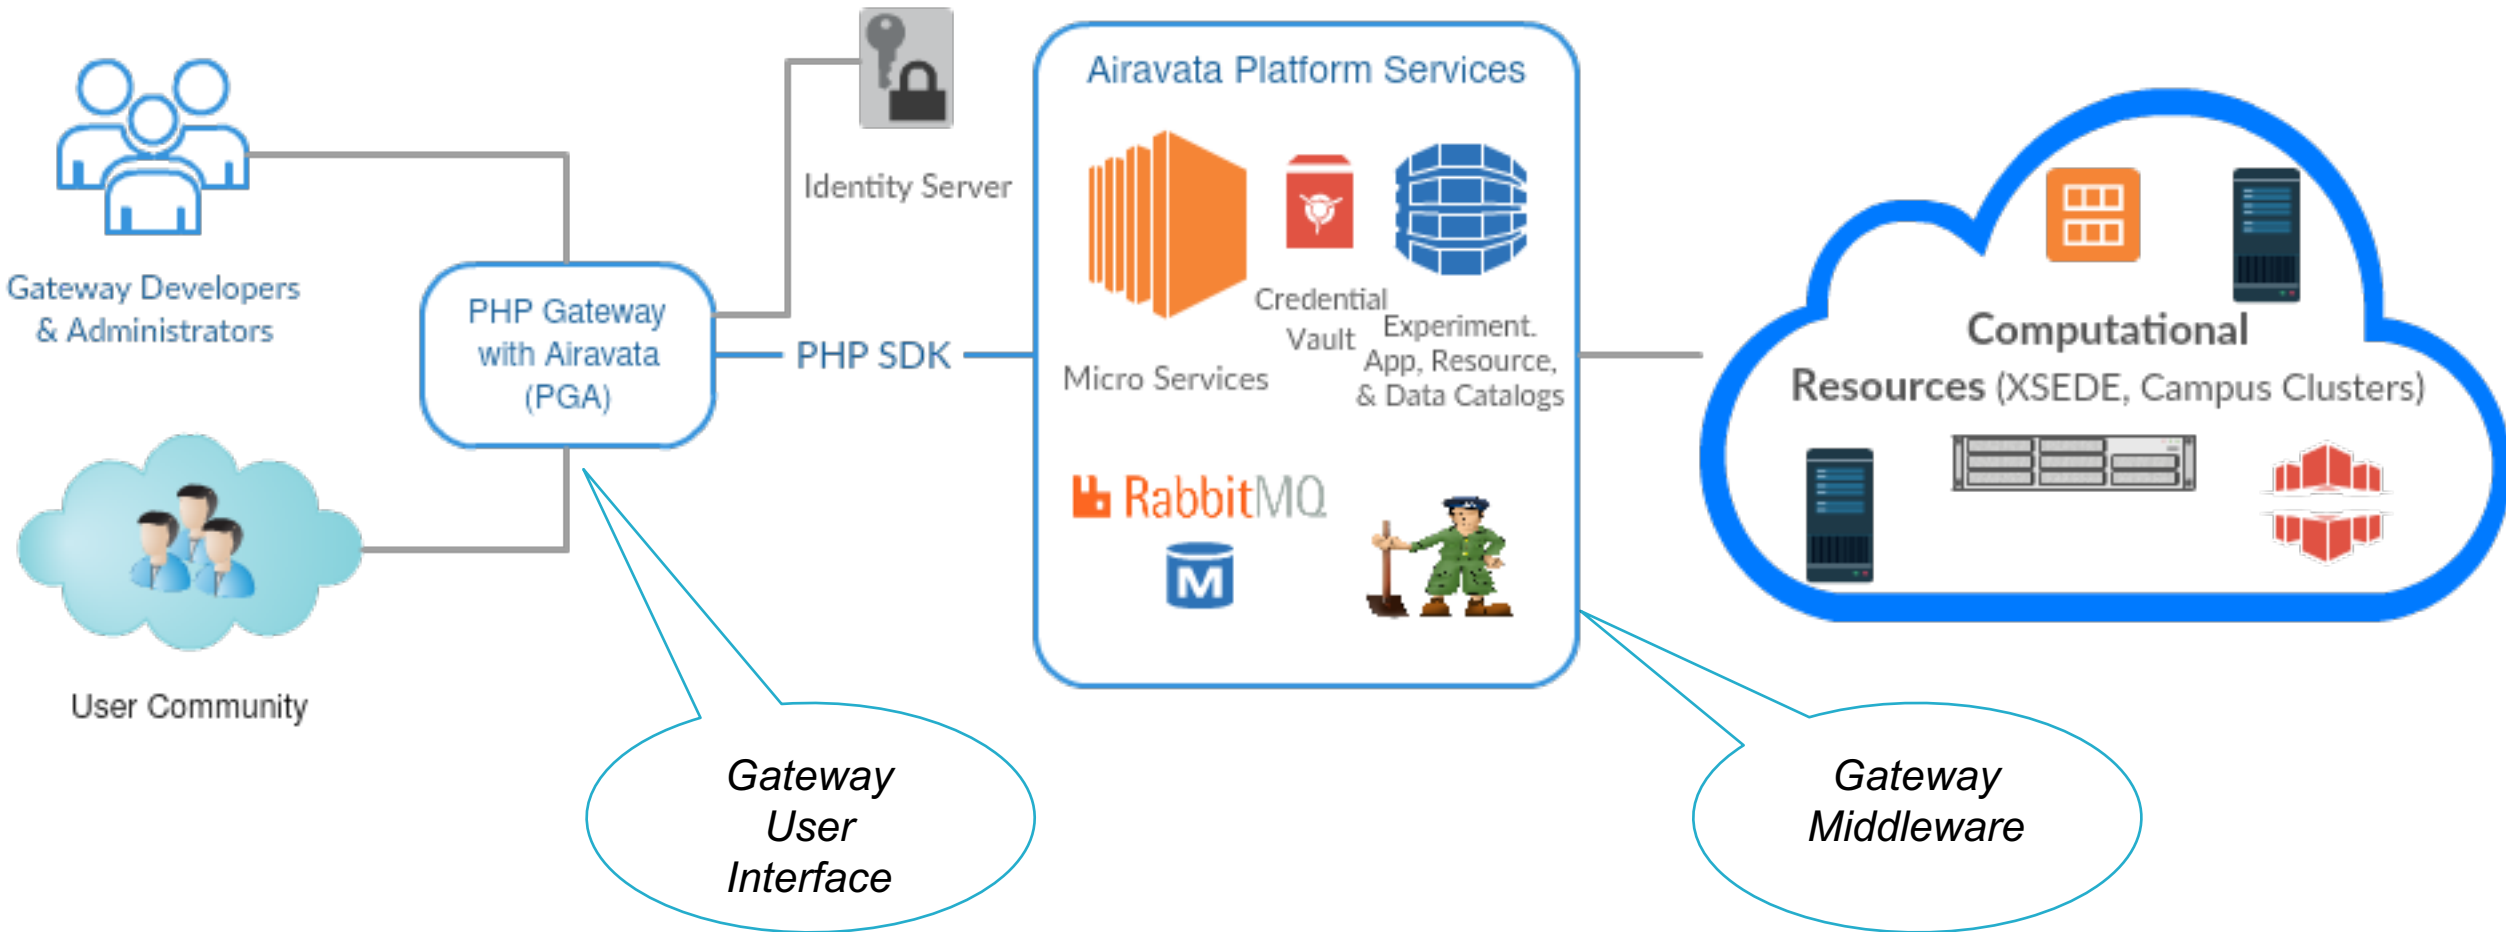 Gateway Developers
& Administrators
User Community
PHP Gateway
with Airavata
(PGA)
Identity Server
PHP SDK
Airavata Platform Services
Micro Services
Credential
Vault
Experiment.
App, Resource,
& Data Catalogs
RabbitMQ
M
Computational
Resources (XSEDE, Campus Clusters)
Gateway
User
Interface
Gateway
Middleware